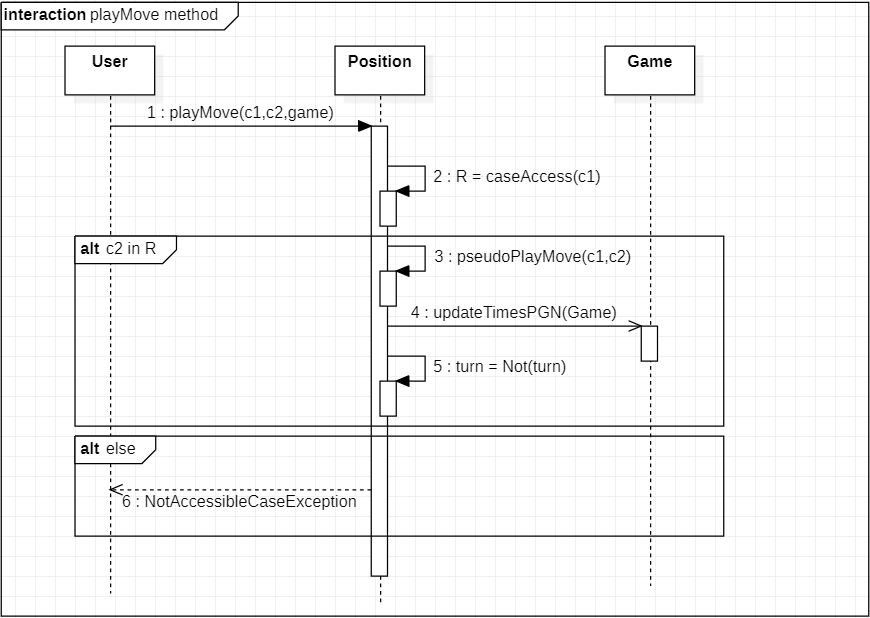 interaction playMove method
User
Position
Game
1 : playMove(c1,c2,game)
2 : R = caseAccess(c1)
alt c2 in R
3 : pseudoPlayMove(c1,c2)
4 : updateTimesPGN(Game)
5 : turn = Not(turn)
alt else
6 : NotAccessibleCaseException